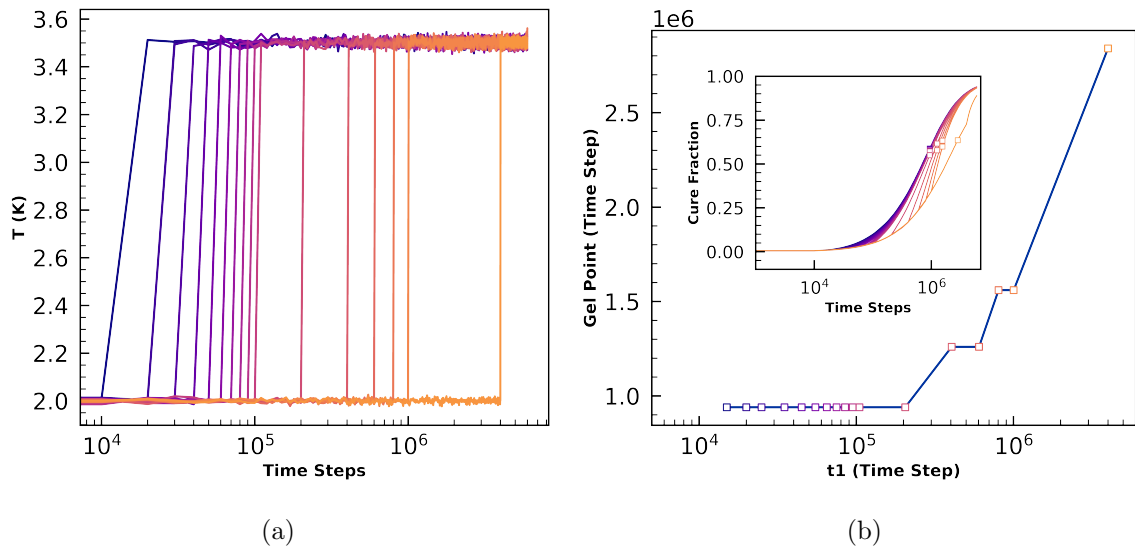 3.6
3.4
3.2
3.0
2.8
2.6
2.4
2.2
2.0
T (K)
10^4
10^5
10^6
Time Steps
(a)
1e6
2.5
2.0
1.5
1.0
Gel Point (Time Step)
1.00
0.75
0.50
0.25
0.00
Cure Fraction
10^4
10^6
Time Steps
10^4
10^5
10^6
t1 (Time Step)
(b)